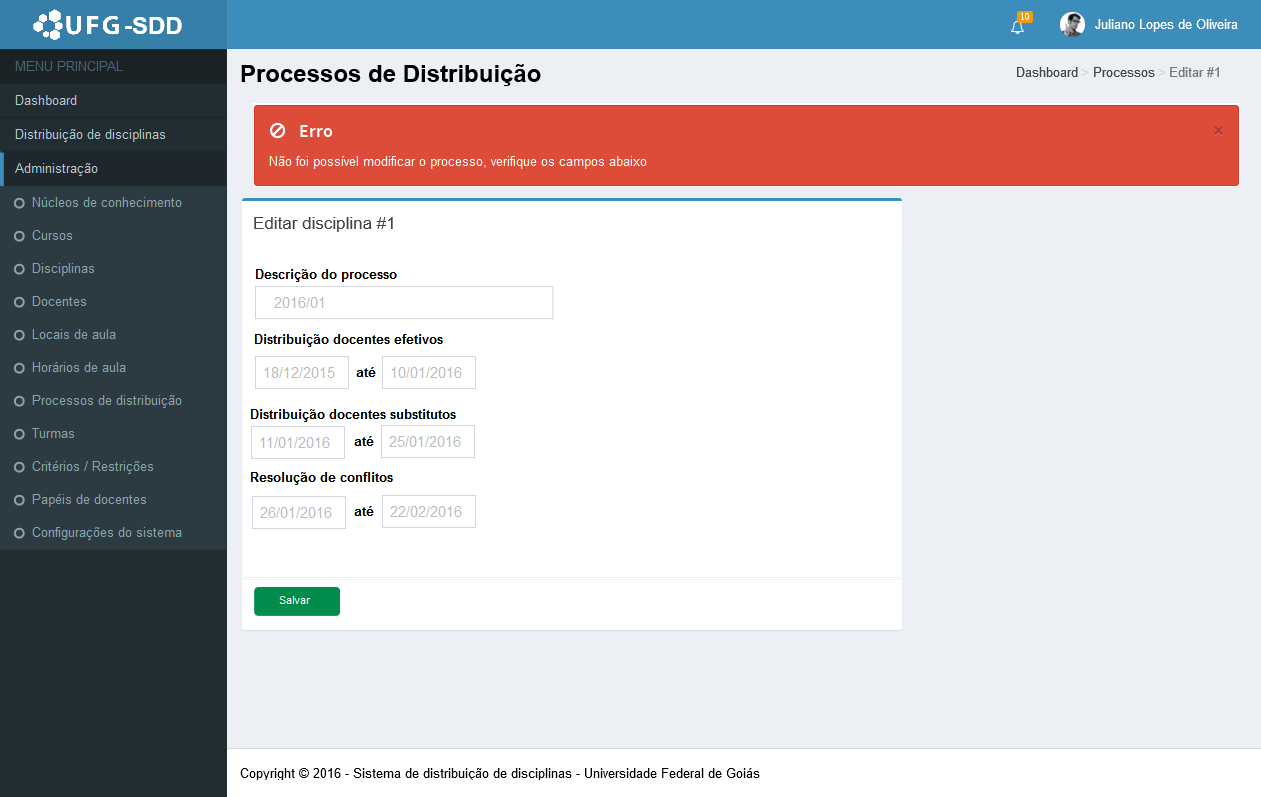 UFG-SDD
10
Juliano Lopes de Oliveira
MENU PRINCIPAL
Dashboard
Distribuição de disciplinas
Administração
Núcleos de conhecimento
Cursos
Disciplinas
Docentes
Locais de aula
Horários de aula
Processos de distribuição
Turmas
Critérios / Restrições
Papéis de docentes
Configurações do sistema
Processos de Distribuição
Dashboard > Processos > Editar #1
Erro
×
Não foi possível modificar o processo, verifique os campos abaixo
Editar disciplina #1
Descrição do processo
2016/01
Distribuição docentes efetivos
18/12/2015 até 10/01/2016
Distribuição docentes substitutos
11/01/2016 até 25/01/2016
Resolução de conflitos
26/01/2016 até 22/02/2016
Salvar
Copyright © 2016 - Sistema de distribuição de disciplinas - Universidade Federal de Goiás